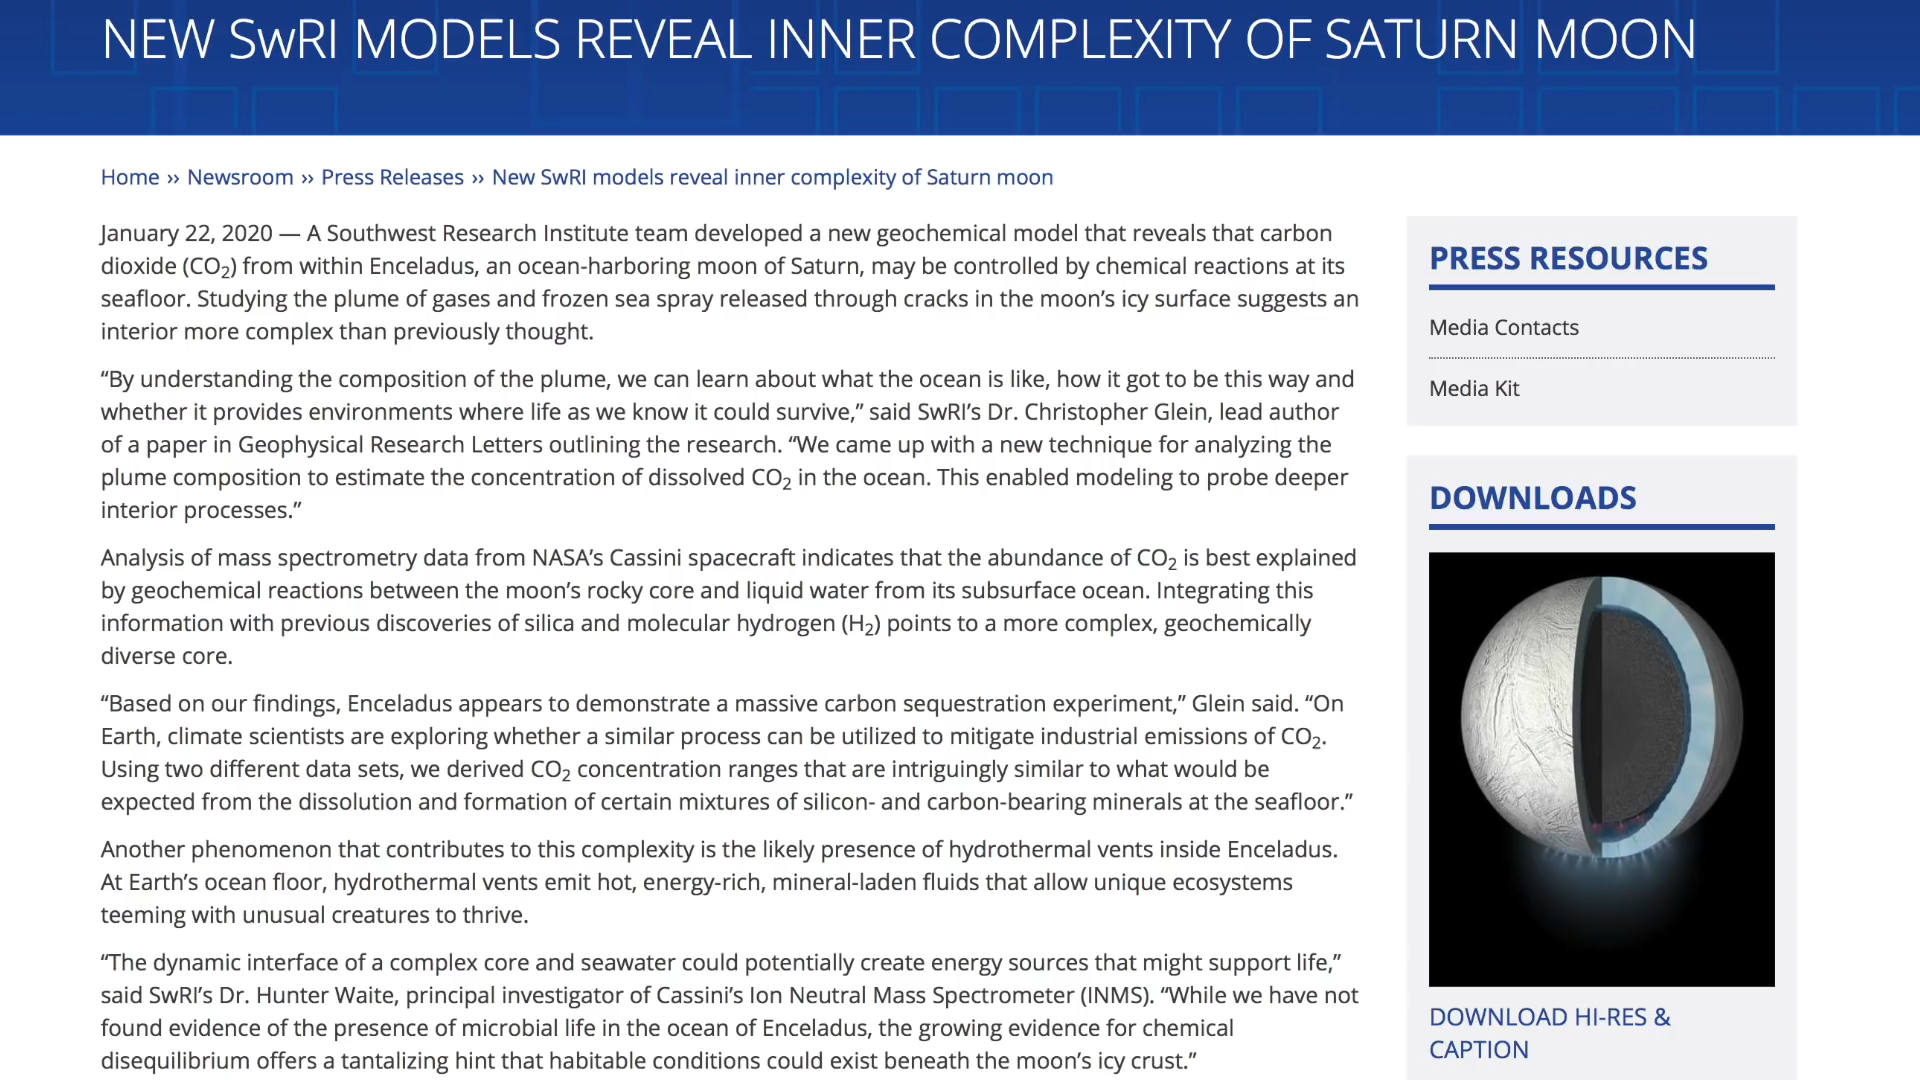 NEW SwRI MODELS REVEAL INNER COMPLEXITY OF SATURN MOON
Home ›› Newsroom ›› Press Releases ›› New SwRI models reveal inner complexity of Saturn moon
January 22, 2020 — A Southwest Research Institute team developed a new geochemical model that reveals that carbon
dioxide (CO₂) from within Enceladus, an ocean-harboring moon of Saturn, may be controlled by chemical reactions at its
seafloor. Studying the plume of gases and frozen sea spray released through cracks in the moon’s icy surface suggests an
interior more complex than previously thought.
“By understanding the composition of the plume, we can learn about what the ocean is like, how it got to be this way and
whether it provides environments where life as we know it could survive,” said SwRI’s Dr. Christopher Glein, lead author
of a paper in Geophysical Research Letters outlining the research. “We came up with a new technique for analyzing the
plume composition to estimate the concentration of dissolved CO₂ in the ocean. This enabled modeling to probe deeper
interior processes.”
Analysis of mass spectrometry data from NASA’s Cassini spacecraft indicates that the abundance of CO₂ is best explained
by geochemical reactions between the moon’s rocky core and liquid water from its subsurface ocean. Integrating this
information with previous discoveries of silica and molecular hydrogen (H₂) points to a more complex, geochemically
diverse core.
“Based on our findings, Enceladus appears to demonstrate a massive carbon sequestration experiment,” Glein said. “On
Earth, climate scientists are exploring whether a similar process can be utilized to mitigate industrial emissions of CO₂.
Using two different data sets, we derived CO₂ concentration ranges that are intriguingly similar to what would be
expected from the dissolution and formation of certain mixtures of silicon- and carbon-bearing minerals at the seafloor.”
Another phenomenon that contributes to this complexity is the likely presence of hydrothermal vents inside Enceladus.
At Earth’s ocean floor, hydrothermal vents emit hot, energy-rich, mineral-laden fluids that allow unique ecosystems
teeming with unusual creatures to thrive.
“The dynamic interface of a complex core and seawater could potentially create energy sources that might support life,”
said SwRI’s Dr. Hunter Waite, principal investigator of Cassini’s Ion Neutral Mass Spectrometer (INMS). “While we have not
found evidence of the presence of microbial life in the ocean of Enceladus, the growing evidence for chemical
disequilibrium offers a tantalizing hint that habitable conditions could exist beneath the moon’s icy crust.”
PRESS RESOURCES
Media Contacts
Media Kit
DOWNLOADS
DOWNLOAD HI-RES &
CAPTION